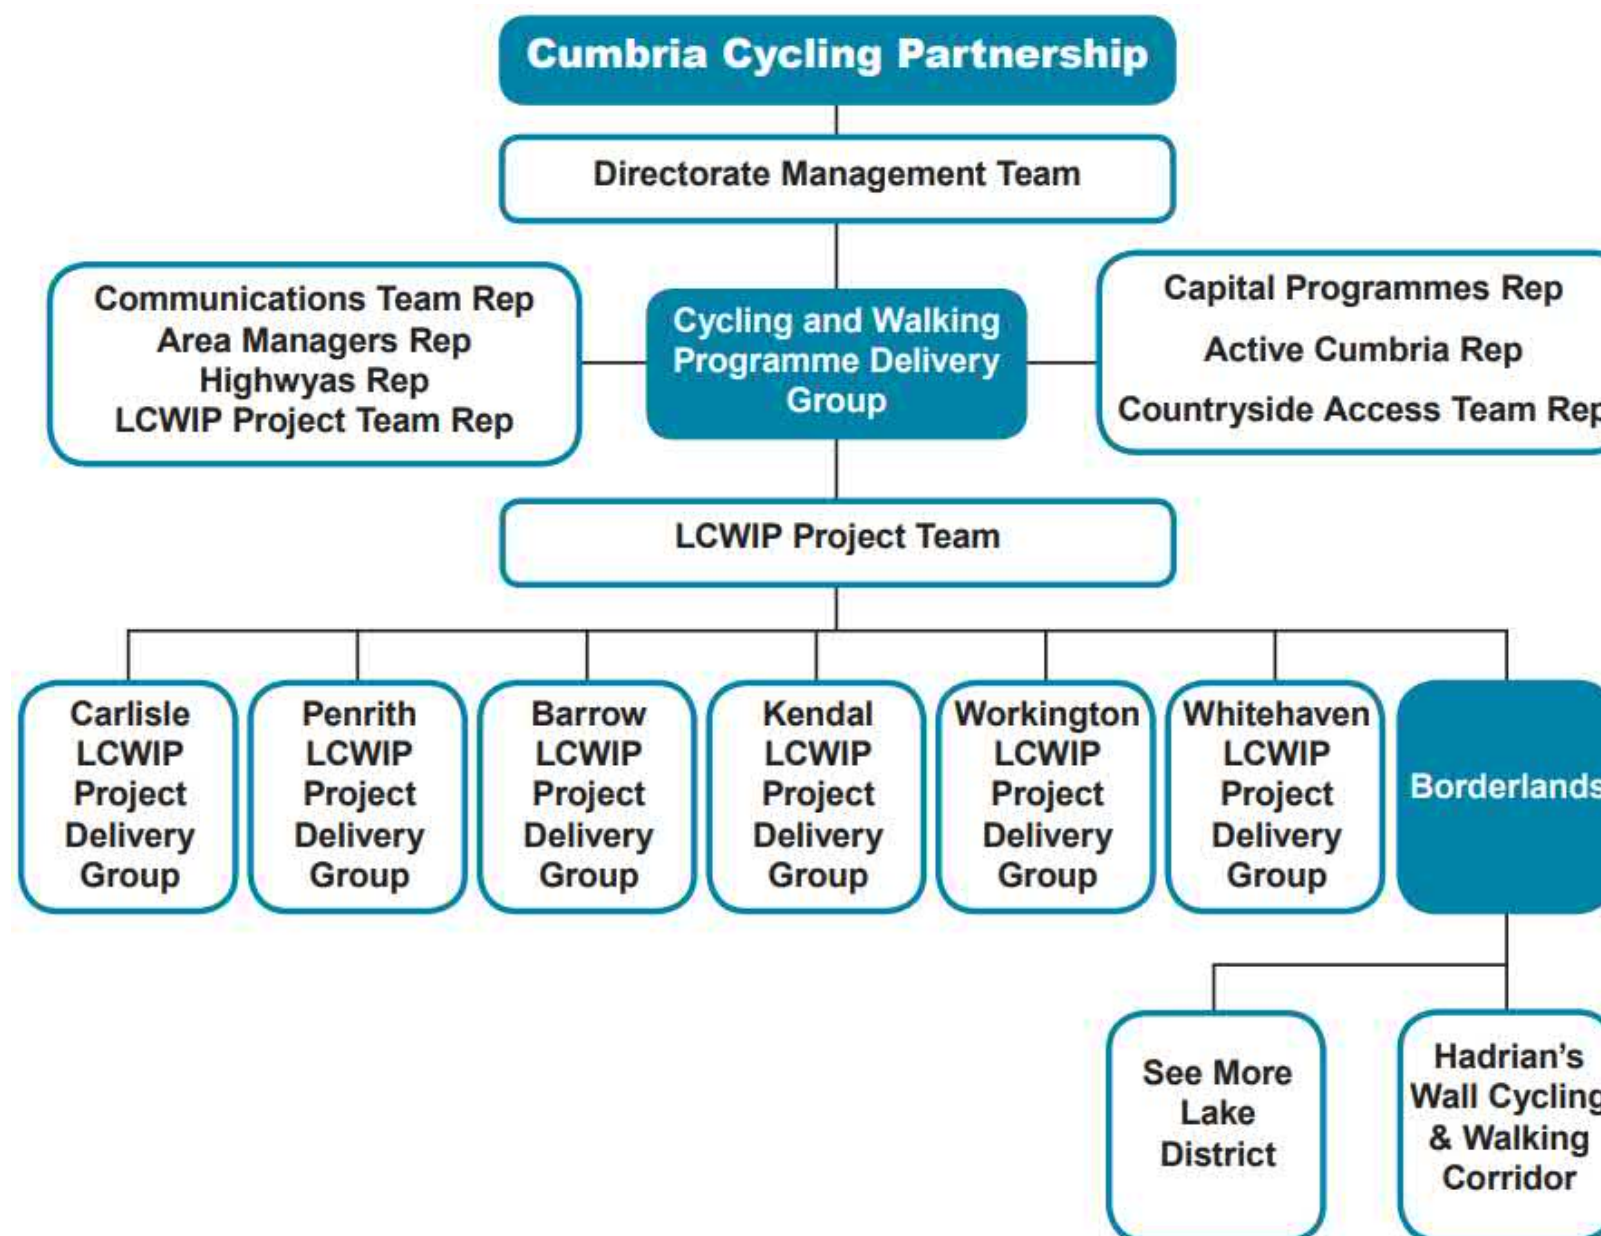 Cumbria Cycling Partnership
Directorate Management Team
Communications Team Rep
Area Managers Rep
Highwyas Rep
LCWIP Project Team Rep
Cycling and Walking
Programme Delivery
Group
Capital Programmes Rep
Active Cumbria Rep
Countryside Access Team Rep
LCWIP Project Team
Carlisle
LCWIP
Project
Delivery
Group
Penrith
LCWIP
Project
Delivery
Group
Barrow
LCWIP
Project
Delivery
Group
Kendal
LCWIP
Project
Delivery
Group
Workington
LCWIP
Project
Delivery
Group
Whitehaven
LCWIP
Project
Delivery
Group
Borderlands
See More
Lake
District
Hadrian’s
Wall Cycling
& Walking
Corridor